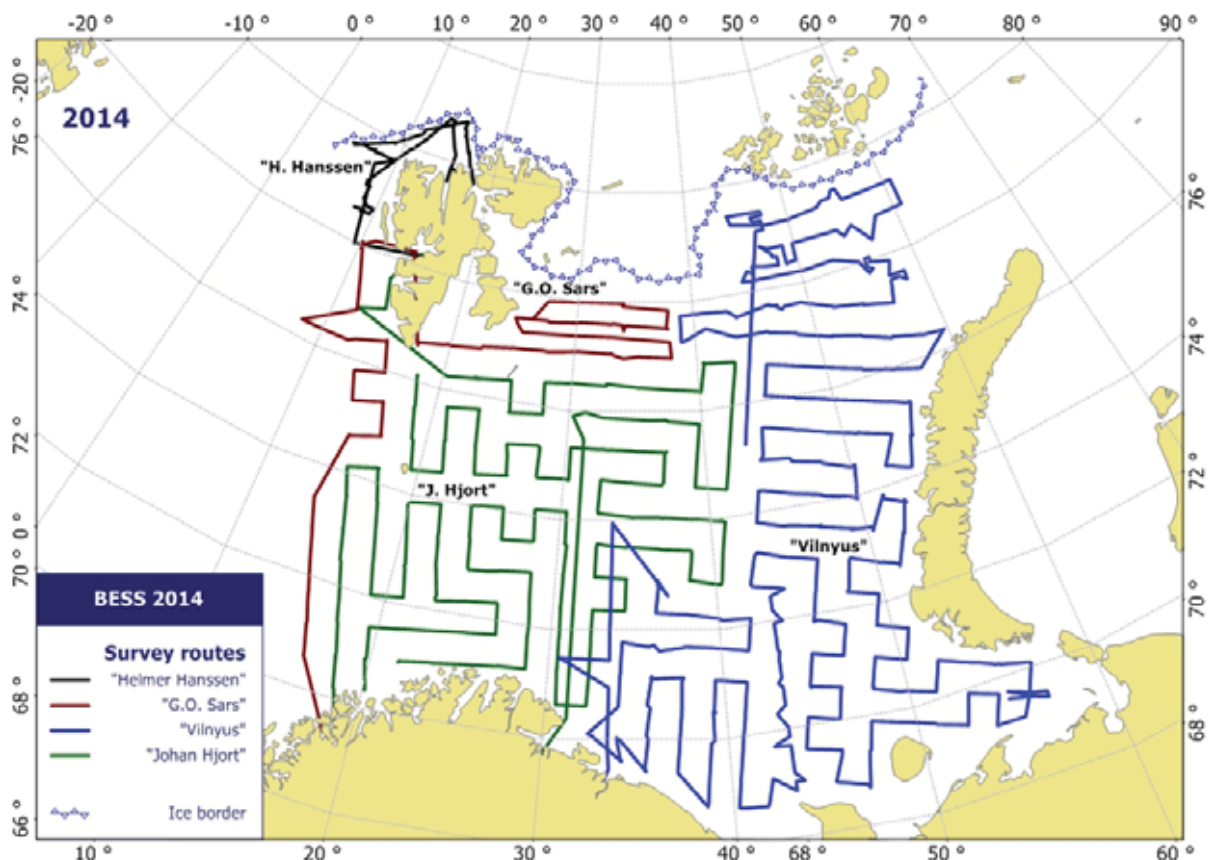 -20 ° -10 ° 0 ° 10 ° 20 ° 30 ° 40 ° 50 ° 60 ° 70 ° 80 ° 90 °
-20 °
76 °
74 °
72 °
0 °
70 °
68 °
66 °
2014
"H. Hanssen"
"G.O. Sars"
"J. Hjort"
"Vilnyus"
76 °
74 °
72 °
70 °
68 °
BESS 2014
Survey routes
"Helmer Hanssen"
"G.O. Sars"
"Vilnyus"
"Johan Hjort"
Ice border
10 ° 20 ° 30 ° 40 ° 68 ° 50 ° 60 °